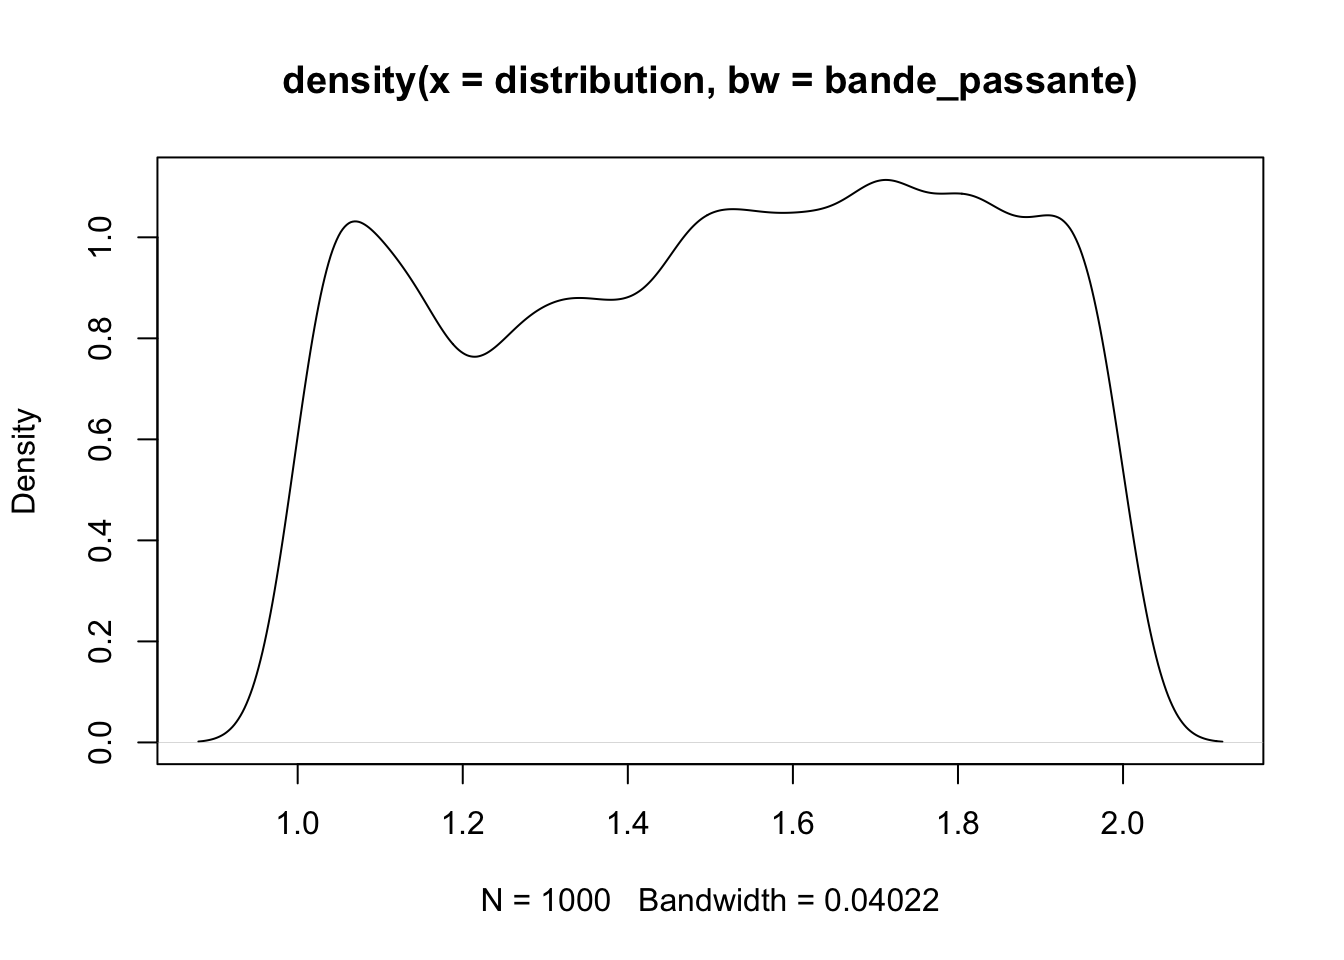 density(x = distribution, bw = bande_passante)
Density
1.0
0.8
0.6
0.4
0.2
0.0
1.0 1.2 1.4 1.6 1.8 2.0
N = 1000 Bandwidth = 0.04022